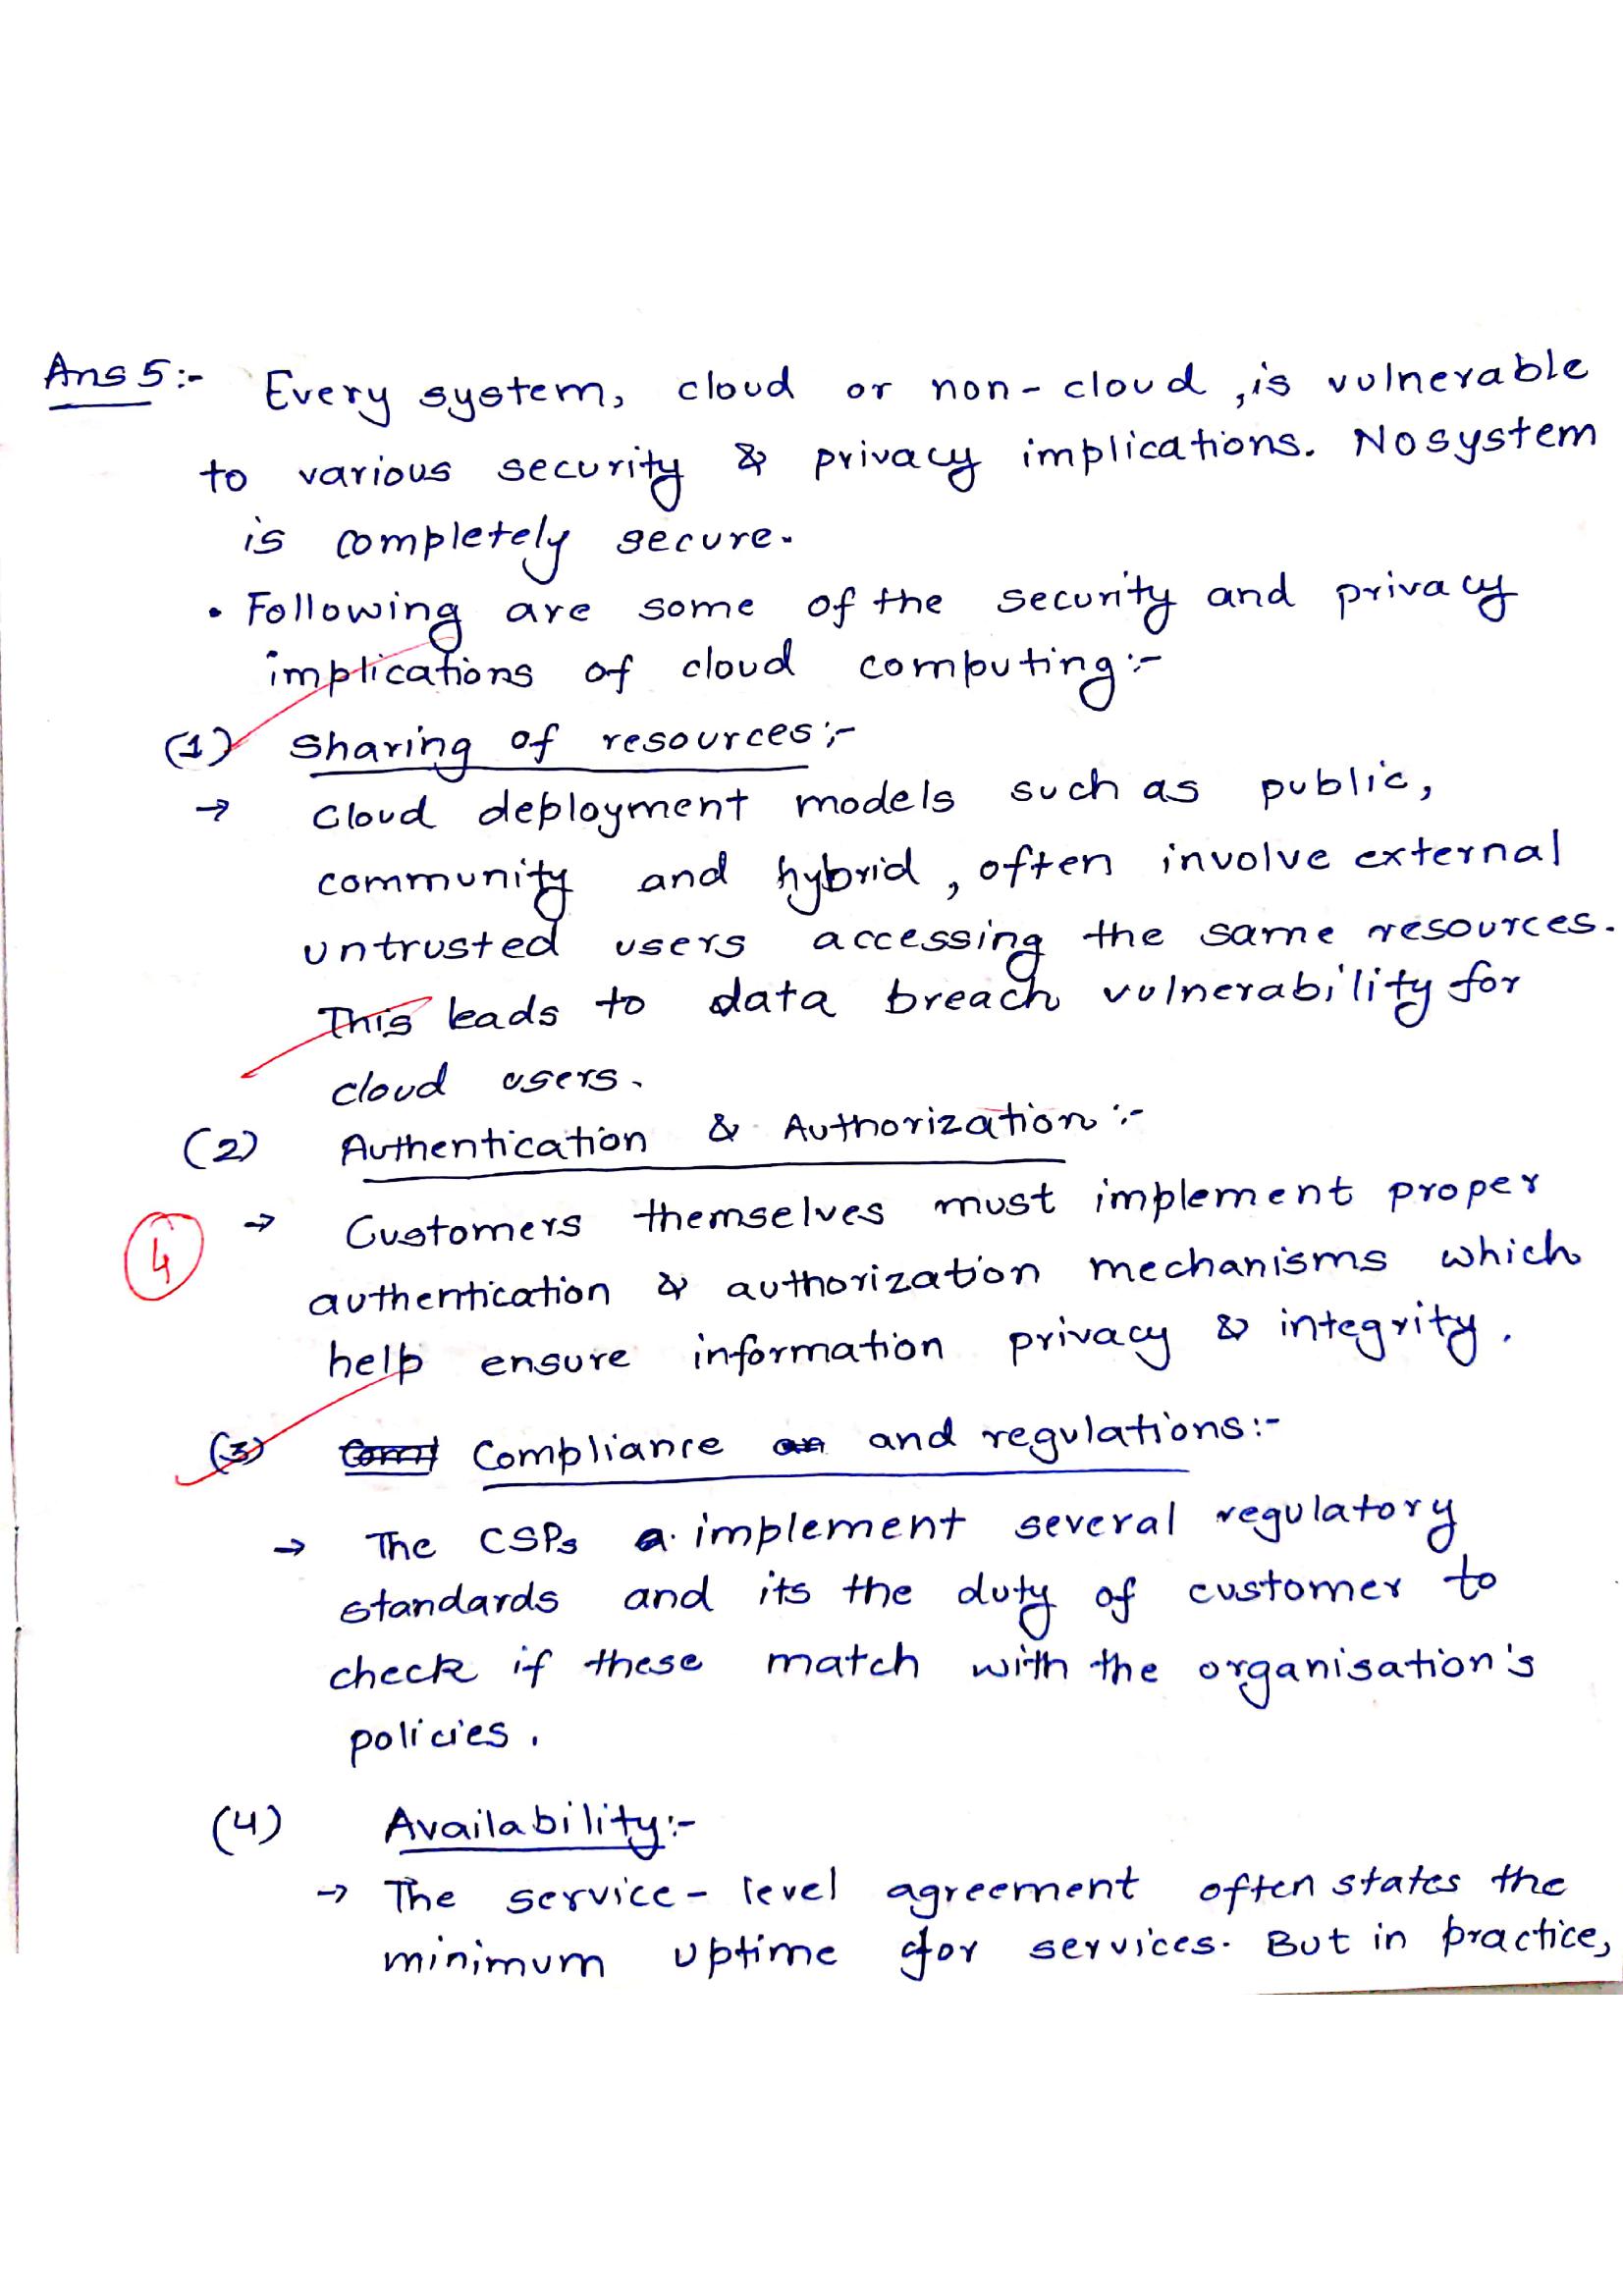 Ans 5:- Every system, cloud or non-cloud, is vulnerable
to various security & privacy implications. No system
is completely secure.
• Following are some of the security and privacy
implications of cloud computing:-
(1) Sharing of resources:-
→ Cloud deployment models such as public,
community and hybrid, often involve external
untrusted users accessing the same resources.
This leads to data breach vulnerability for
cloud users.
(2) Authentication & Authorization:-
→ Customers themselves must implement proper
4
authentication & authorization mechanisms which
help ensure information privacy & integrity.
(3) Compliance and regulations:-
→ The CSPs implement several regulatory
standards and its the duty of customer to
check if these match with the organisation's
policies.
(4) Availability:-
→ The service-level agreement often states the
minimum uptime for services. But in practice,